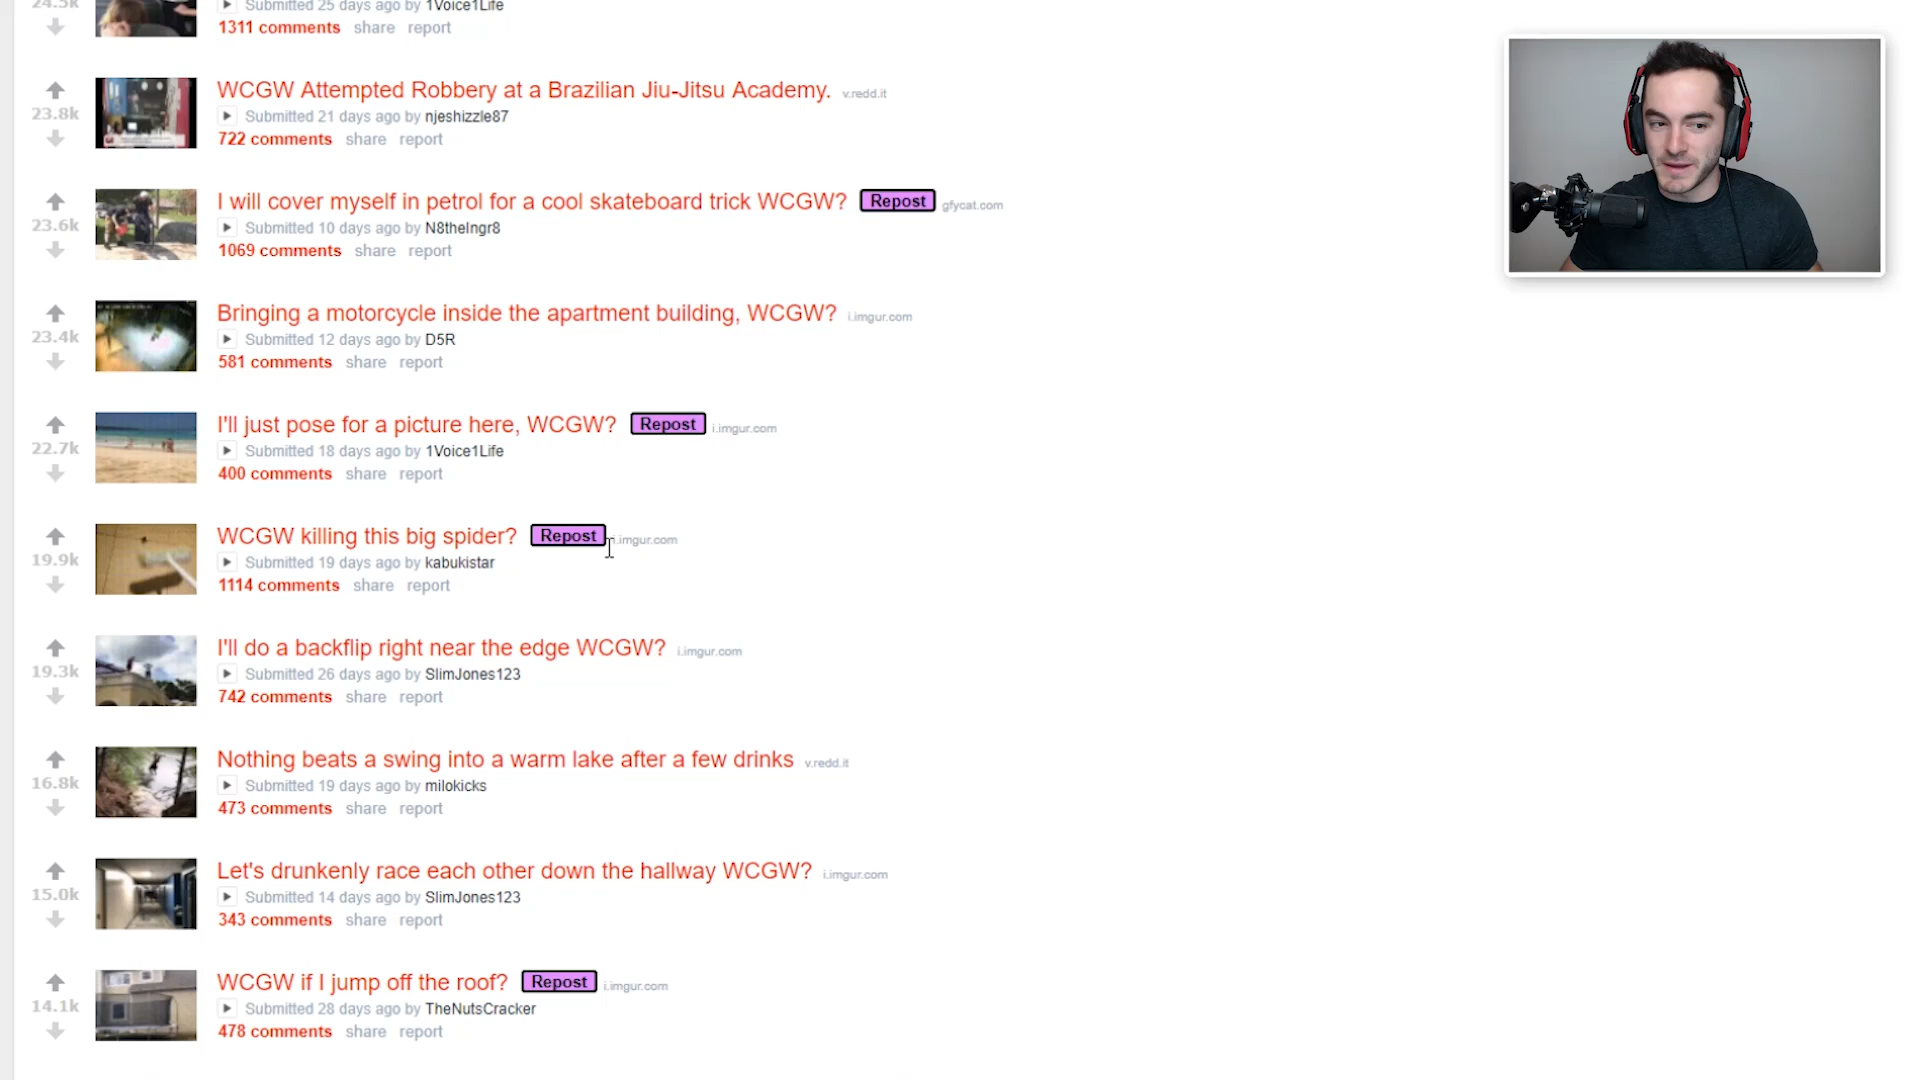 24.5k
Submitted 25 days ago by 1Voice1Life
1311 comments share report
WCGW Attempted Robbery at a Brazilian Jiu-Jitsu Academy. v.redd.it
23.8k
Submitted 21 days ago by njeshizzle87
722 comments share report
I will cover myself in petrol for a cool skateboard trick WCGW? Repost gfycat.com
23.6k
Submitted 10 days ago by N8theIngr8
1069 comments share report
Bringing a motorcycle inside the apartment building, WCGW? i.imgur.com
23.4k
Submitted 12 days ago by D5R
581 comments share report
I'll just pose for a picture here, WCGW? Repost i.imgur.com
22.7k
Submitted 18 days ago by 1Voice1Life
400 comments share report
WCGW killing this big spider? Repost i.imgur.com
19.9k
Submitted 19 days ago by kabukistar
1114 comments share report
I'll do a backflip right near the edge WCGW? i.imgur.com
19.3k
Submitted 26 days ago by SlimJones123
742 comments share report
Nothing beats a swing into a warm lake after a few drinks v.redd.it
16.8k
Submitted 19 days ago by milokicks
473 comments share report
Let's drunkenly race each other down the hallway WCGW? i.imgur.com
15.0k
Submitted 14 days ago by SlimJones123
343 comments share report
WCGW if I jump off the roof? Repost i.imgur.com
14.1k
Submitted 28 days ago by TheNutsCracker
478 comments share report